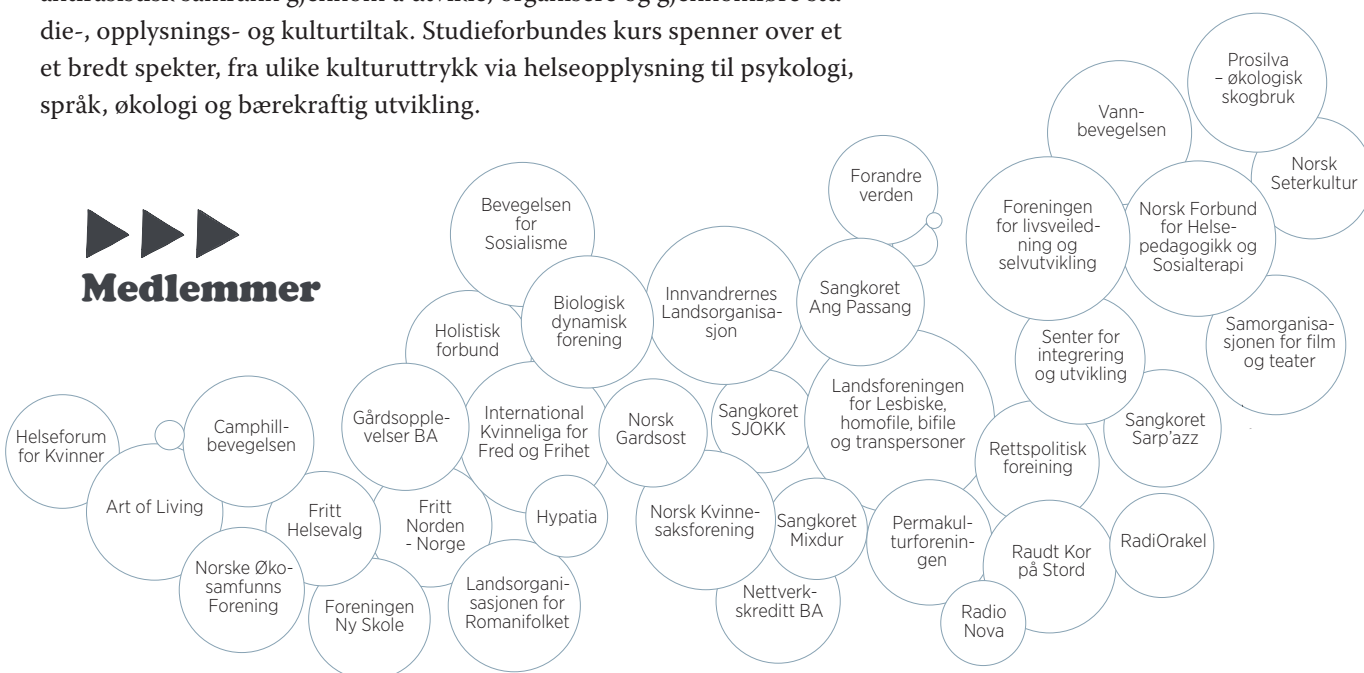 die-, opplysnings- og kulturtiltak. Studieforbundes kurs spenner over et
et bredt spekter, fra ulike kulturuttrykk via helseopplysning til psykologi,
språk, økologi og bærekraftig utvikling.
Medlemmer
Prosilva
– økologisk
skogbruk
Vann-
bevegelsen
Norsk
Seterkultur
Forandre
verden
Bevegelsen
for
Sosialisme
Foreningen
for livsveiled-
ning og
selvutvikling
Norsk Forbund
for Helse-
pedagogikk og
Sosialterapi
Holistisk
forbund
Biologisk
dynamisk
forening
Innvandrernes
Landsorganisa-
sjon
Sangkoret
Ang Passang
Senter for
integrering
og utvikling
Samorganisa-
sjonen for film
og teater
Helseforum
for Kvinner
Camphill-
bevegelsen
Gårdsopple-
velser BA
International
Kvinneliga for
Fred og Frihet
Norsk
Gardsost
Sangkoret
SJOKK
Landsforeningen
for Lesbiske,
homofile, bifile
og transpersoner
Rettspolitisk
foreining
Sangkoret
Sarp'azz
Art of Living
Fritt
Helsevalg
Fritt
Norden
- Norge
Hypatia
Norsk Kvinne-
saksforening
Sangkoret
Mixdur
Permakul-
turforenin-
gen
Raudt Kor
på Stord
RadiOrakel
Norske Øko-
samfunns
Forening
Foreningen
Ny Skole
Landsorgani-
sasjonen for
Romanifolket
Nettverk-
skreditt BA
Radio
Nova